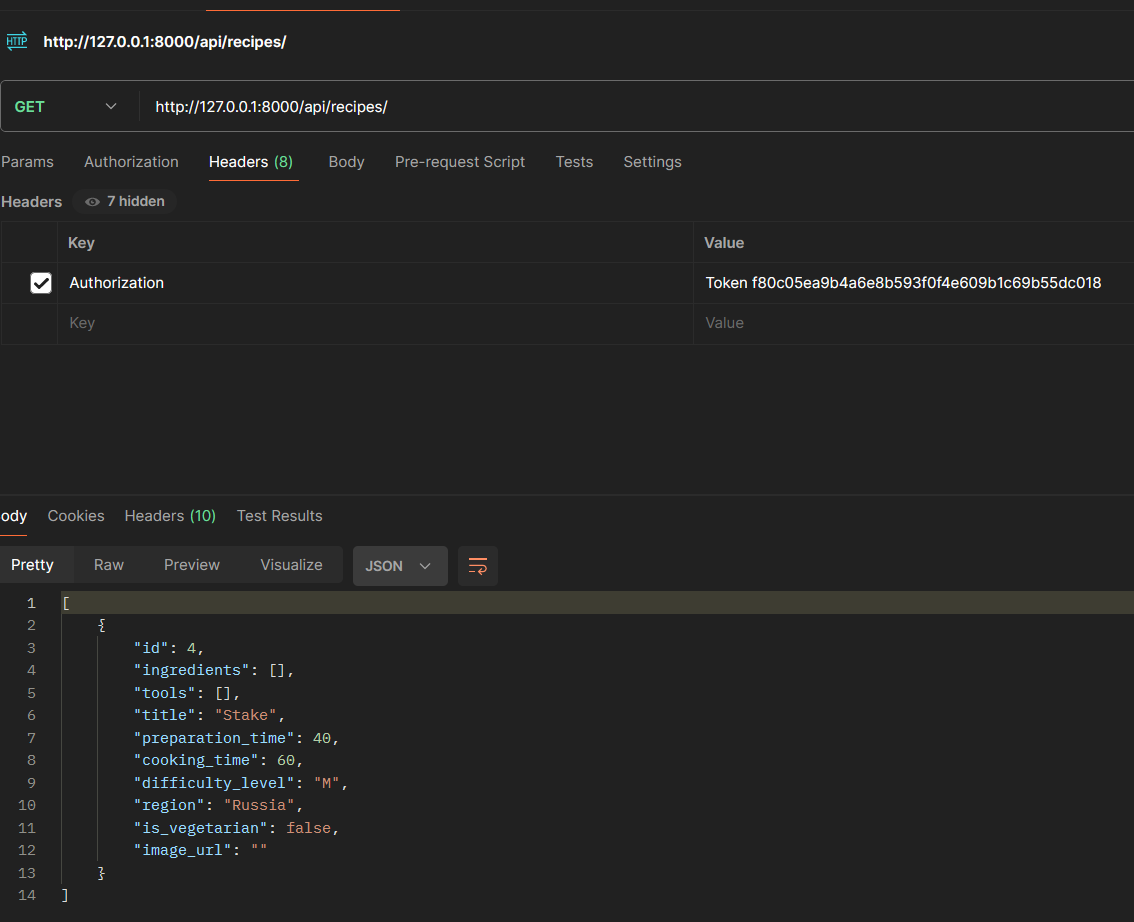 HTTP http://127.0.0.1:8000/api/recipes/
GET http://127.0.0.1:8000/api/recipes/
Params Authorization Headers (8) Body Pre-request Script Tests Settings
Headers 7 hidden
Key Value
Authorization Token f80c05ea9b4a6e8b593f0f4e609b1c69b55dc018
Key Value
ody Cookies Headers (10) Test Results
Pretty Raw Preview Visualize JSON
1 [
2 {
3 "id": 4,
4 "ingredients": [],
5 "tools": [],
6 "title": "Stake",
7 "preparation_time": 40,
8 "cooking_time": 60,
9 "difficulty_level": "M",
10 "region": "Russia",
11 "is_vegetarian": false,
12 "image_url": ""
13 }
14 ]